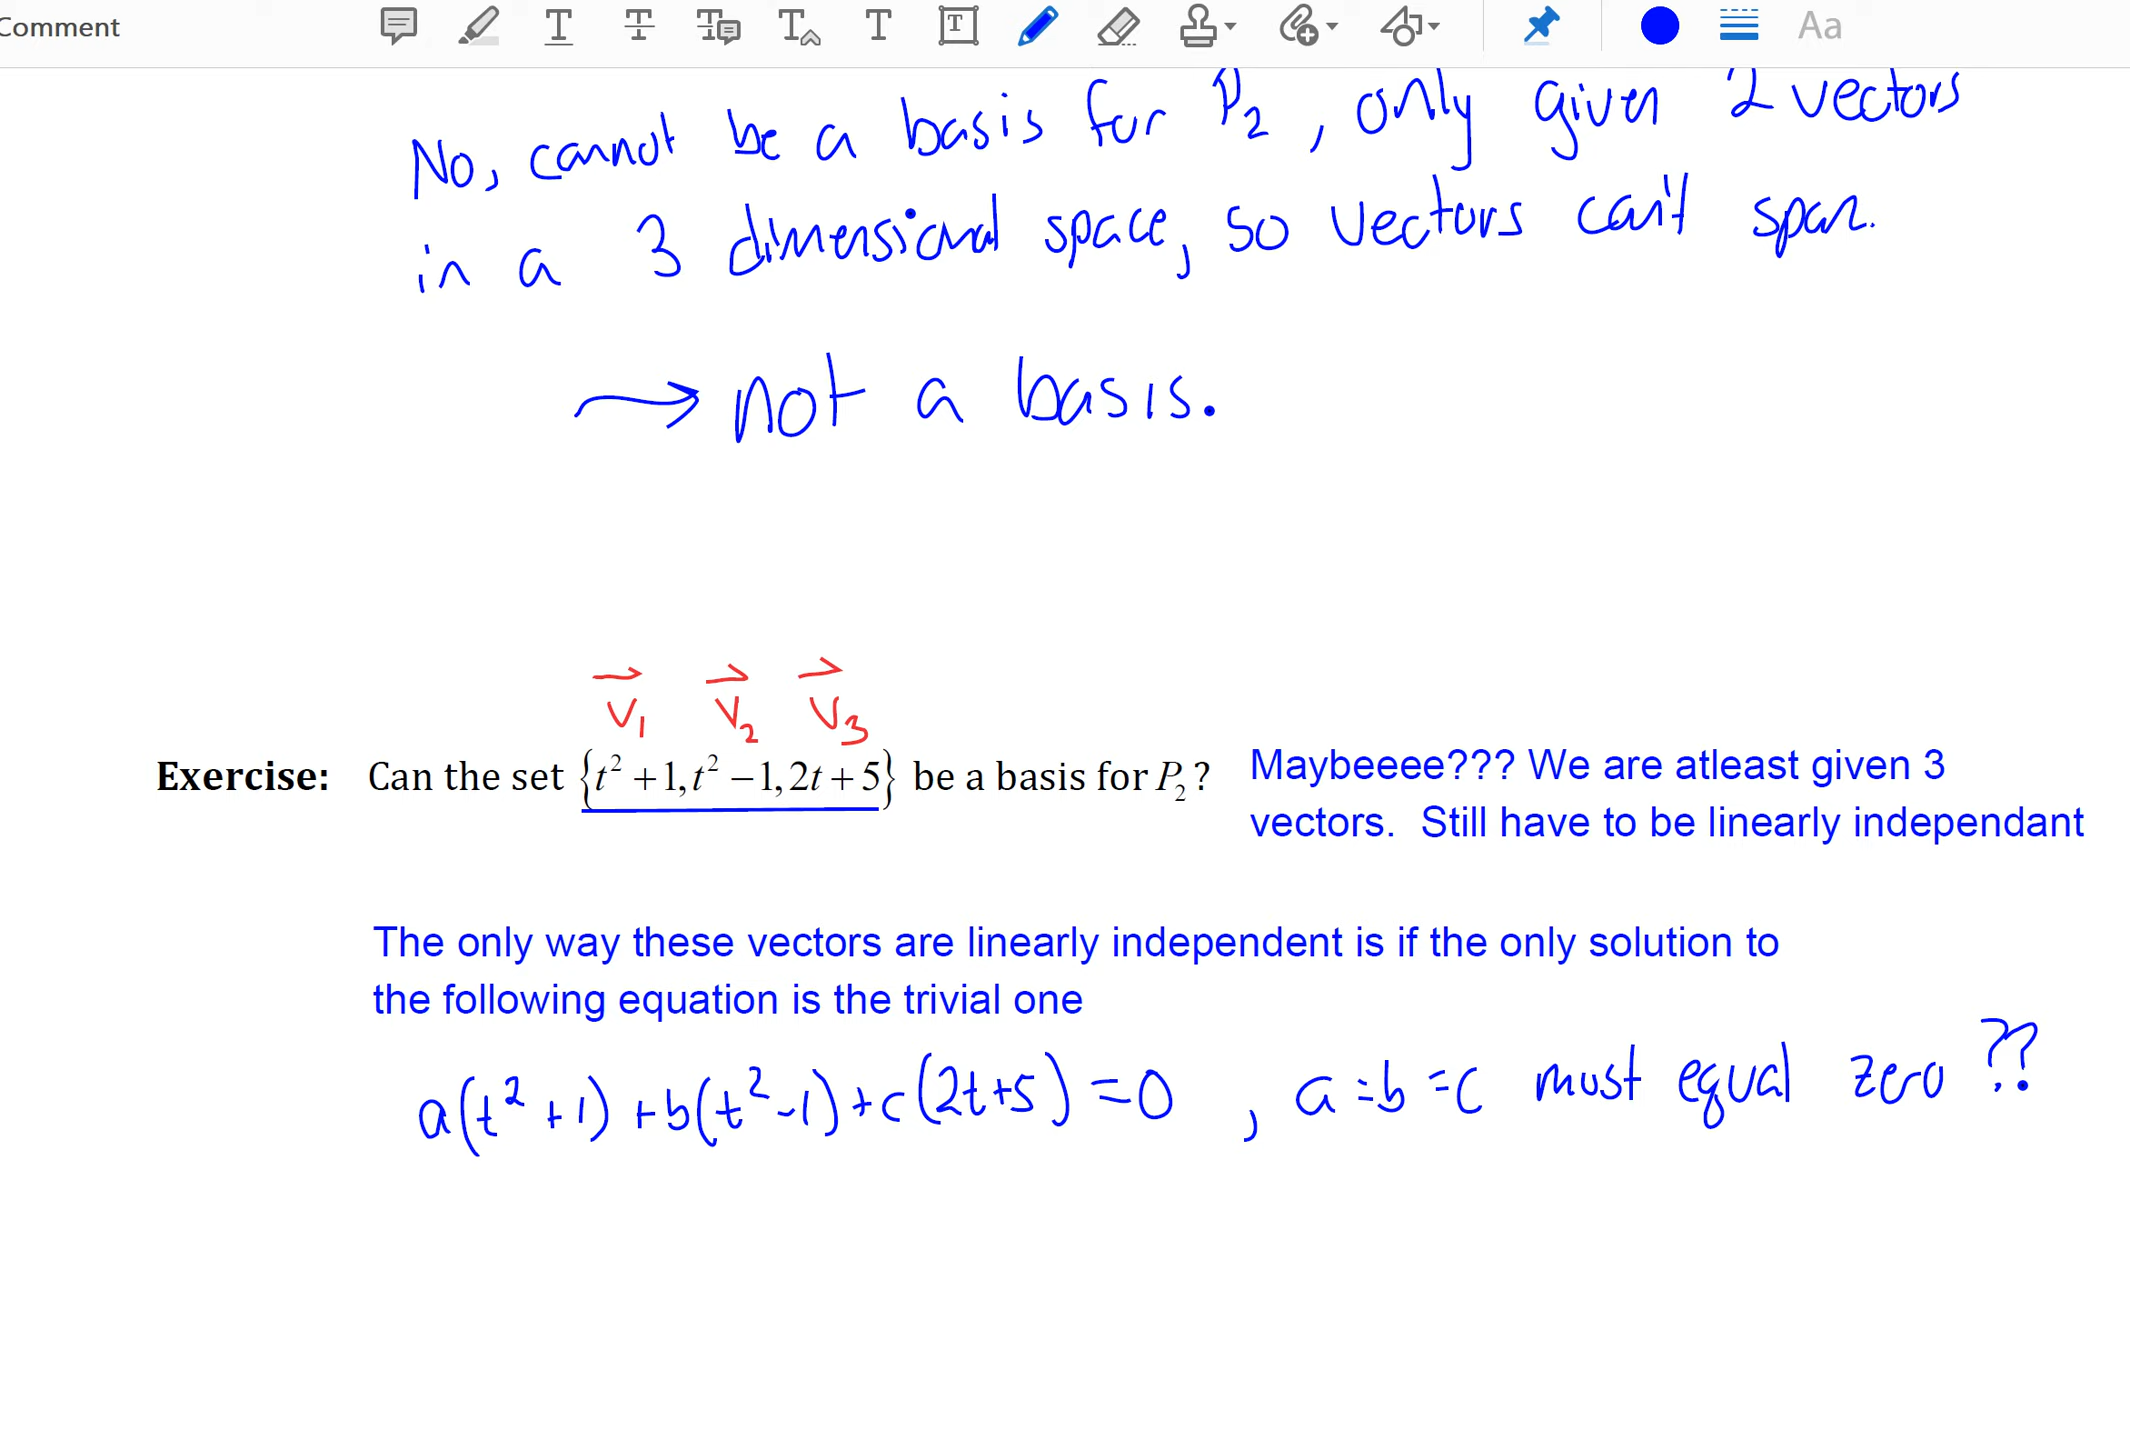 Comment
Aa
No, cannot be a basis for P₂, only given 2 vectors
in a 3 dimensional space, so vectors can't span.
→ not a basis.
v₁ v₂ v₃
Exercise: Can the set {t² + 1, t² − 1, 2t + 5} be a basis for P₂? Maybeeee??? We are atleast given 3
vectors. Still have to be linearly independant
The only way these vectors are linearly independent is if the only solution to
the following equation is the trivial one
a(t² + 1) + b(t² - 1) + c(2t + 5) = 0 , a = b = c must equal zero ??